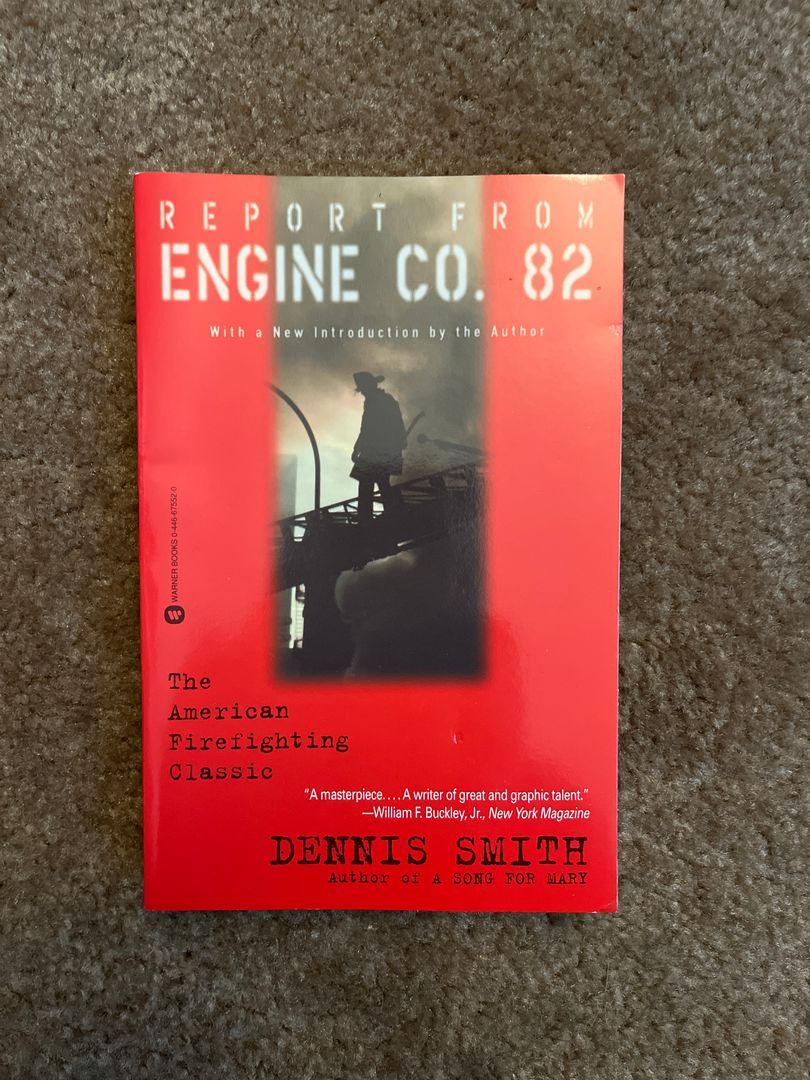 REPORT FROM
ENGINE CO. 82
With a New Introduction by the Author
WARNER BOOKS 0-446-67552-0
The
American
Firefighting
Classic
“A masterpiece....A writer of great and graphic talent.”
—William F. Buckley, Jr., New York Magazine
DENNIS SMITH
Author of A SONG FOR MARY